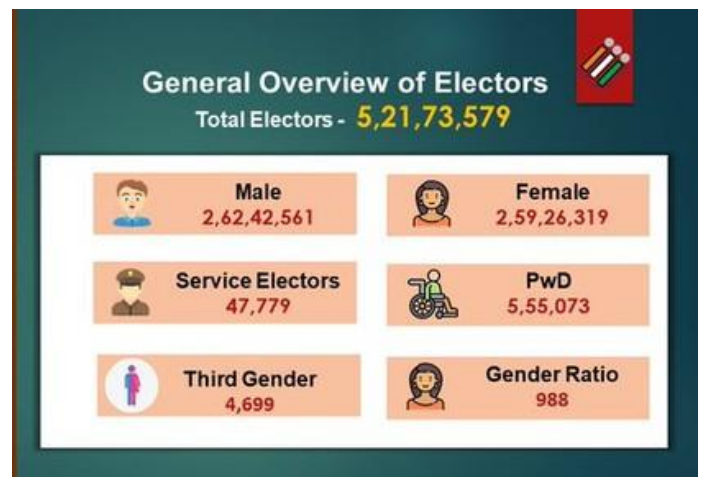 General Overview of Electors
Total Electors - 5,21,73,579
Male
2,62,42,561
Female
2,59,26,319
Service Electors
47,779
PwD
5,55,073
Third Gender
4,699
Gender Ratio
988